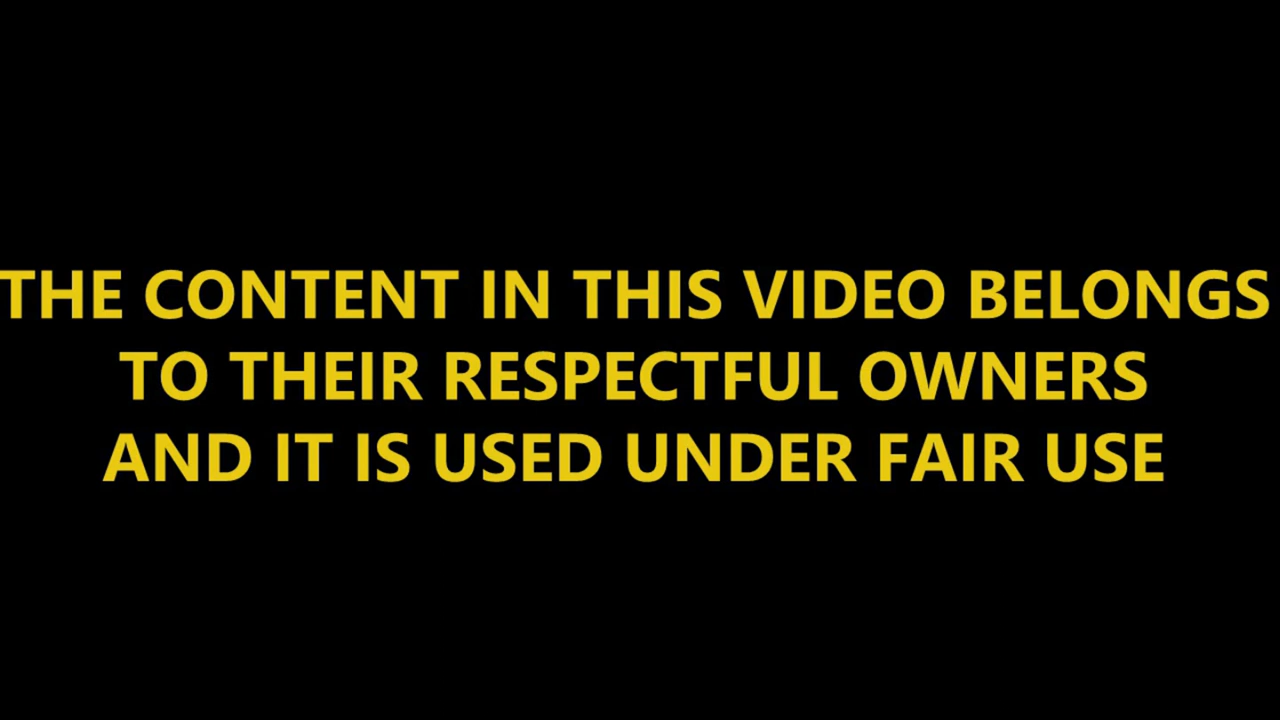 THE CONTENT IN THIS VIDEO BELONGS
TO THEIR RESPECTFUL OWNERS
AND IT IS USED UNDER FAIR USE